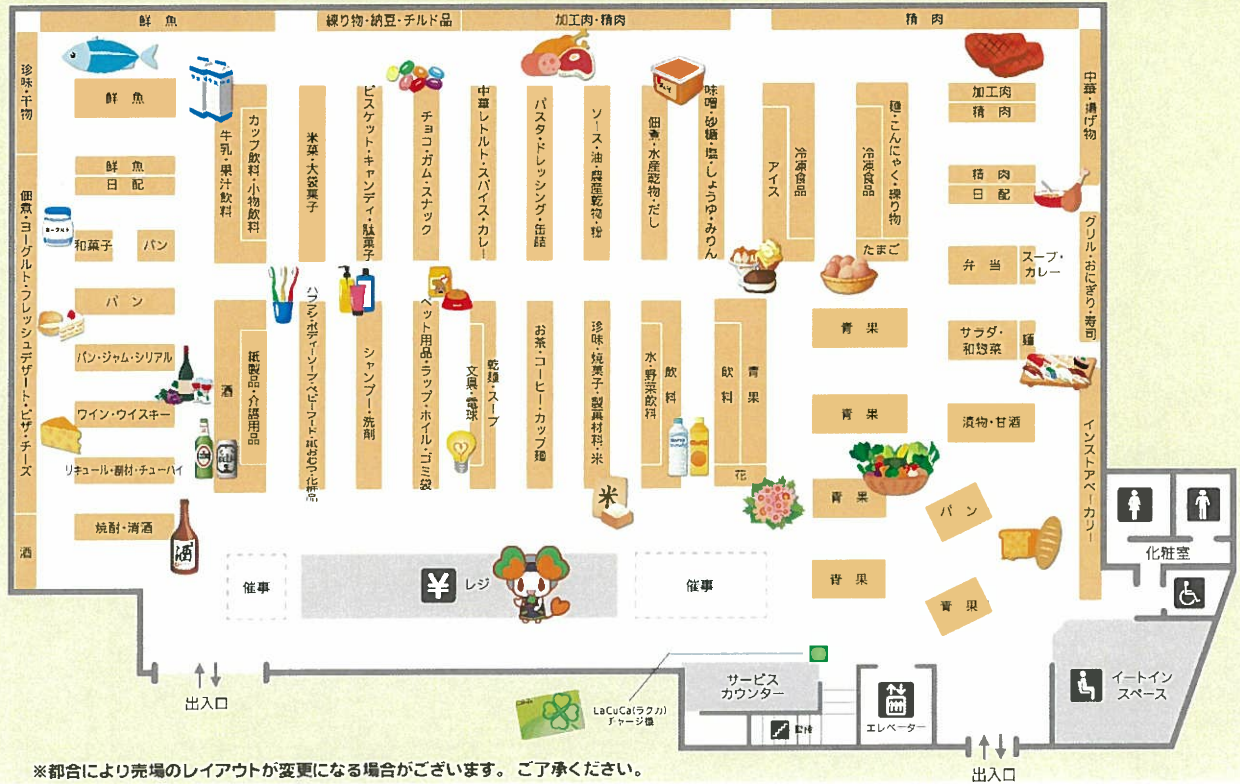 鮮魚
練り物・納豆・チルド品
加工肉・精肉
精肉
珍味・干物
佃煮・ヨーグルト・フレッシュデザート・ピザ・チーズ
酒
鮮魚
鮮魚
日配
ヨーグルト
和菓子
パン
パン
パン・ジャム・シリアル
ワイン・ウイスキー
リキュール・割材・チューハイ
焼酎・清酒
酒
牛乳・果汁飲料
カップ飲料・小物飲料
米菓・大袋菓子
ビスケット・キャンディ・駄菓子
チョコ・ガム・スナック
中華レトルト・スパイス・カレー
パスタ・ドレッシング・缶詰
ソース・油・農産乾物・粉
佃煮・水産乾物・だし
味噌・砂糖・塩・しょうゆ・みりん
アイス
冷凍食品
冷凍食品
麺・こんにゃく・練り物
たまご
加工肉
精肉
精肉
日配
弁当
スープ・
カレー
サラダ・
和惣菜
麺
漬物・甘酒
中華・揚げ物
グリル・おにぎり・寿司
インストアベーカリー
酒
紙製品・介護用品
ハブラシ・ボディーソープ・ベビーフード・紙おむつ・化粧品
シャンプー・洗剤
ペット用品・ラップ・ホイル・ゴミ袋
文具・電球
乾麺・スープ
お茶・コーヒー・カップ麺
珍味・焼菓子・製菓材料・米
米
水・野菜飲料
飲料
飲料
青果
花
青果
青果
青果
青果
パン
青果
催事
¥
レジ
催事
化粧室
出入口
LaCuCa(ラクカ)
チャージ機
サービス
カウンター
階段
エレベーター
イートイン
スペース
出入口
※都合により売場のレイアウトが変更になる場合がございます。 ご了承ください。